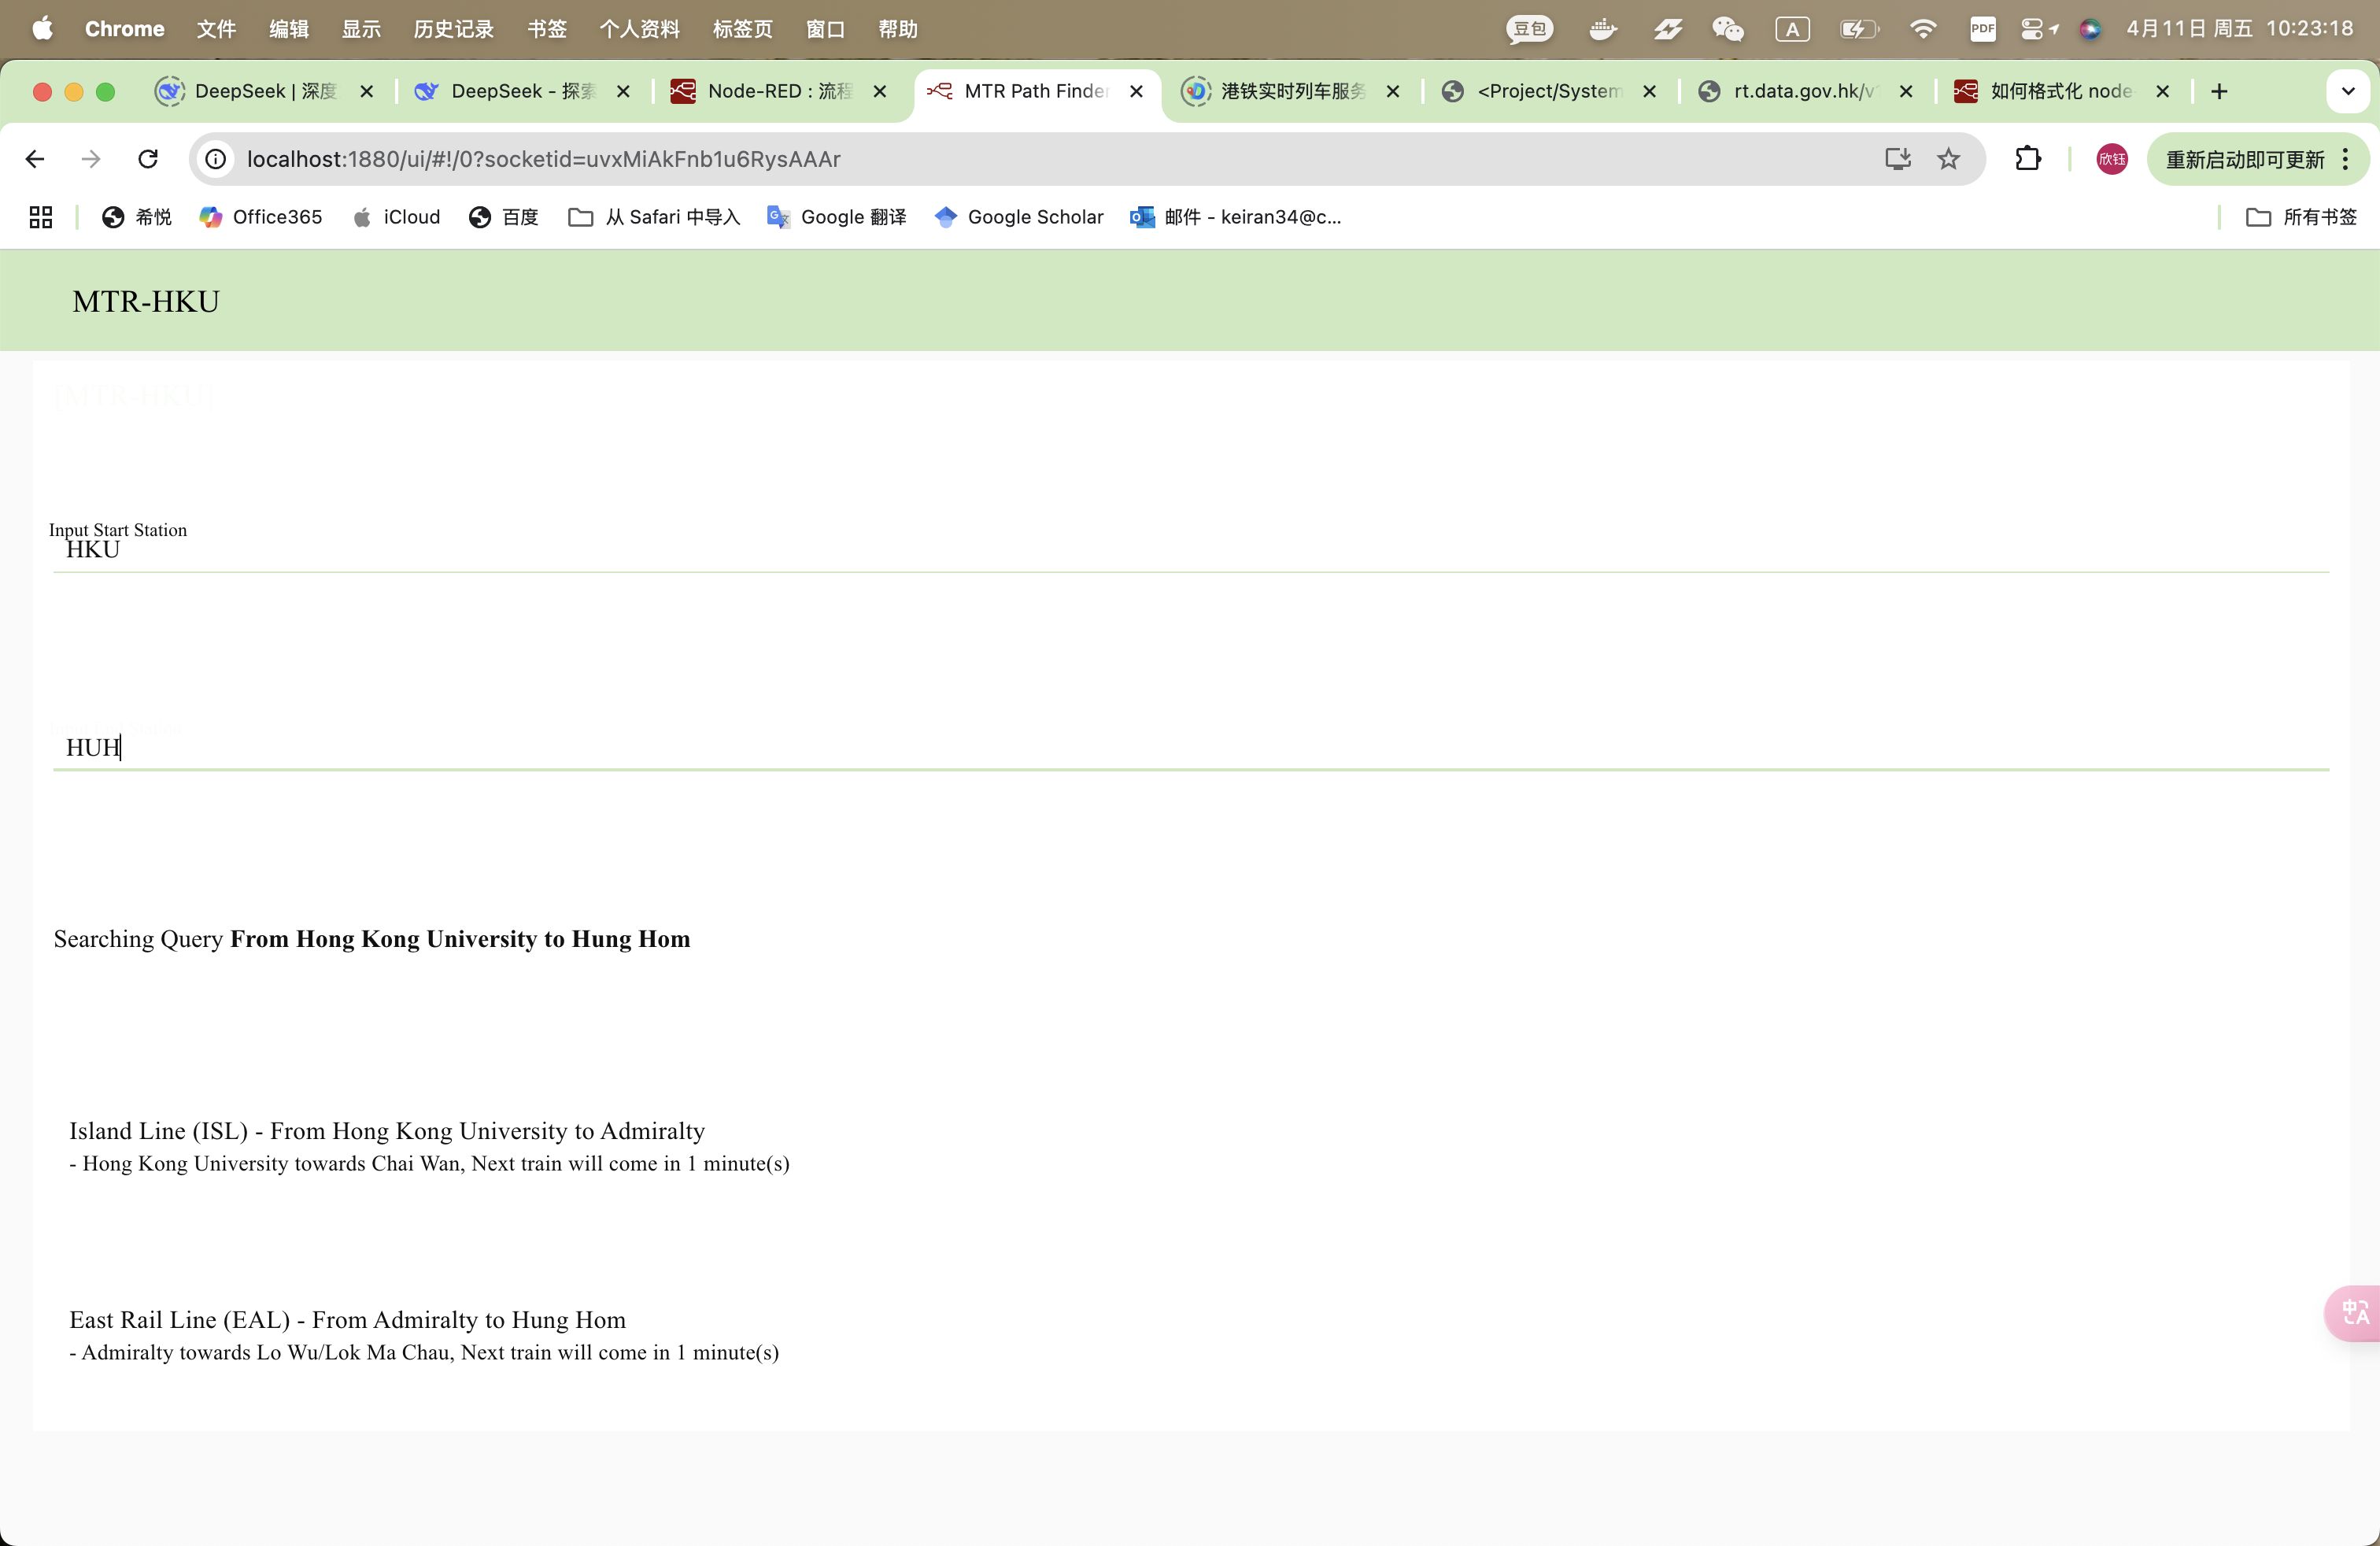 Chrome 文件 编辑 显示 历史记录 书签 个人资料 标签页 窗口 帮助 豆包 A PDF 4月11日 周五 10:23:18
DeepSeek | 深度 DeepSeek - 探索 Node-RED : 流程 MTR Path Finder 港铁实时列车服务 <Project/System rt.data.gov.hk/v1 如何格式化 node-
localhost:1880/ui/#!/0?socketid=uvxMiAkFnb1u6RysAAAr 欣钰 重新启动即可更新
希悦 Office365 iCloud 百度 从 Safari 中导入 Google 翻译 Google Scholar 邮件 - keiran34@c... 所有书签
MTR-HKU
[MTR-HKU]
Input Start Station
HKU
HUH
Searching Query From Hong Kong University to Hung Hom
Island Line (ISL) - From Hong Kong University to Admiralty
- Hong Kong University towards Chai Wan, Next train will come in 1 minute(s)
East Rail Line (EAL) - From Admiralty to Hung Hom
- Admiralty towards Lo Wu/Lok Ma Chau, Next train will come in 1 minute(s)